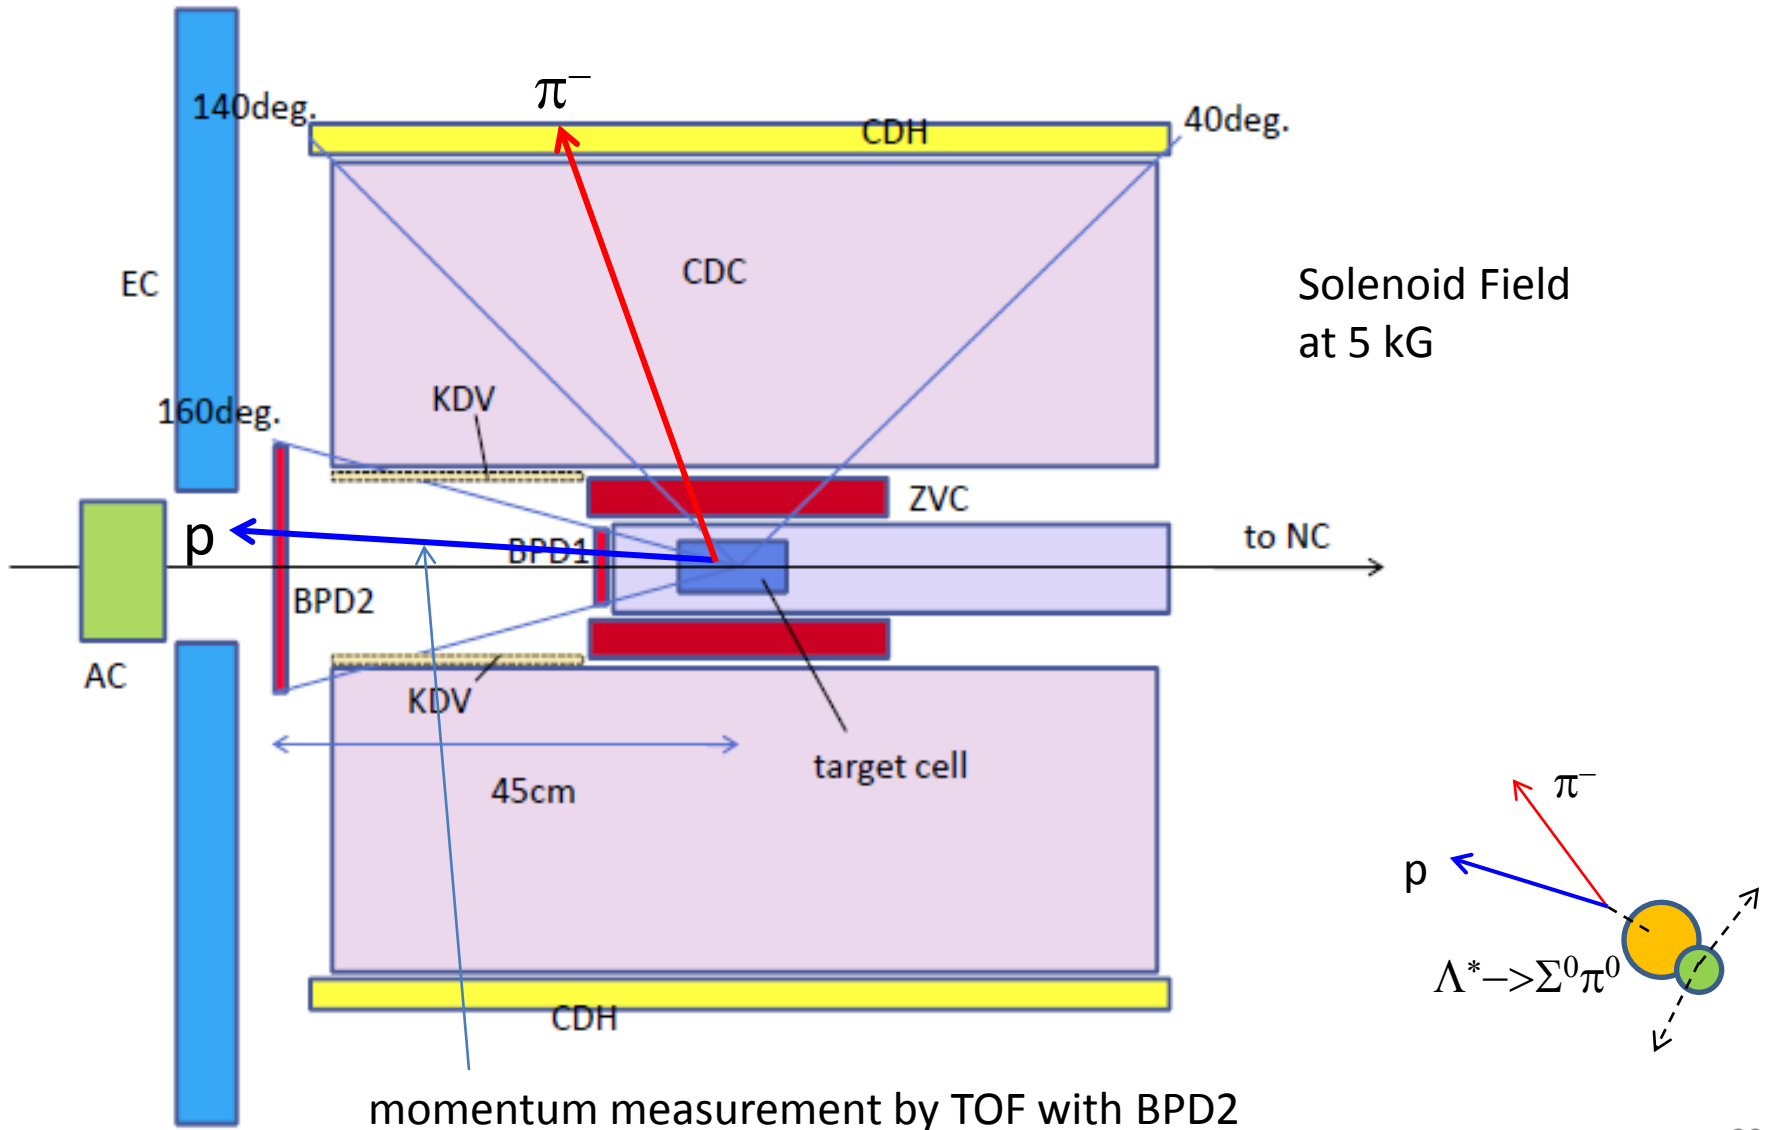 π⁻
140deg.
CDH
40deg.
EC
CDC
Solenoid Field
at 5 kG
KDV
160deg.
ZVC
p
BPD1
to NC
BPD2
AC
KDV
target cell
45cm
π⁻
p
Λ*–>Σ⁰π⁰
CDH
momentum measurement by TOF with BPD2